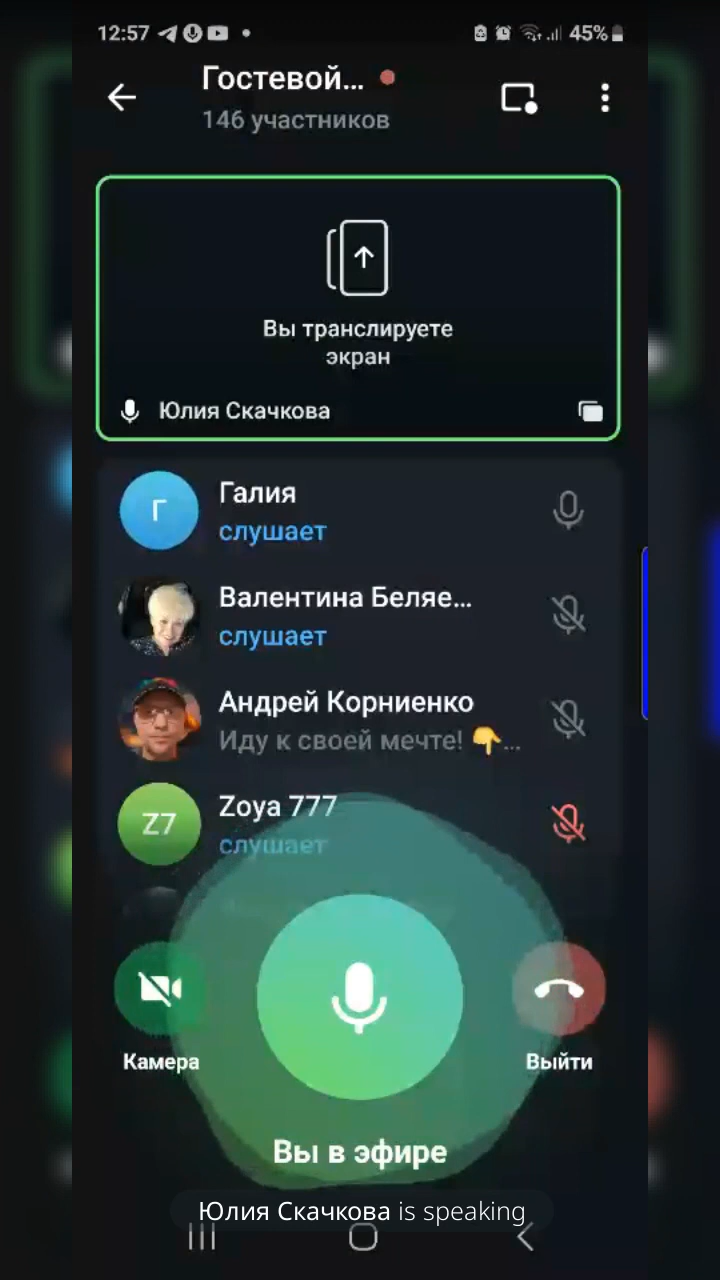 12:57
45%
Гостевой...
146 участников
Вы транслируете
экран
Юлия Скачкова
Г
Галия
слушает
Валентина Беляе...
слушает
Андрей Корниенко
Иду к своей мечте! 👇...
Z7
Zoya 777
слушает
Камера
Выйти
Вы в эфире
Юлия Скачкова is speaking